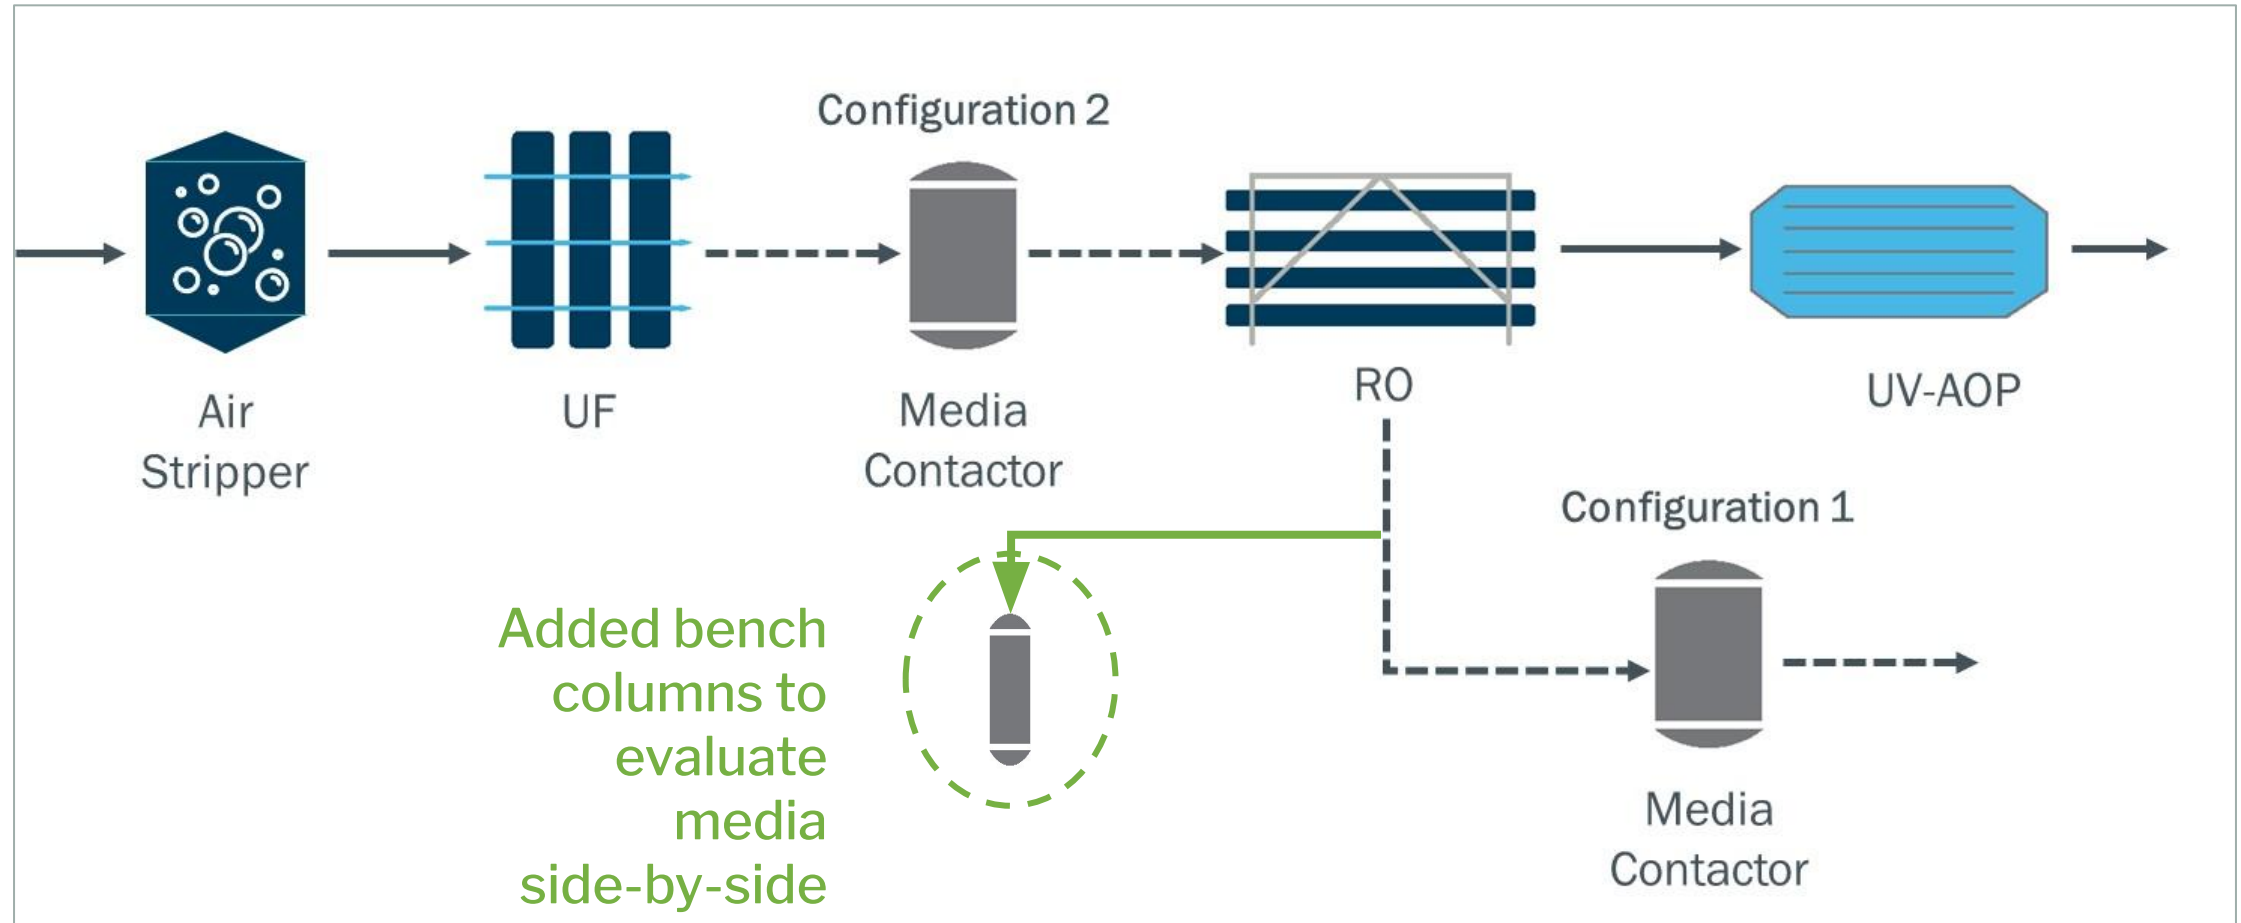 Configuration 2
Air
Stripper
UF
Media
Contactor
RO
UV-AOP
Configuration 1
Added bench
columns to
evaluate
media
side-by-side
Media
Contactor